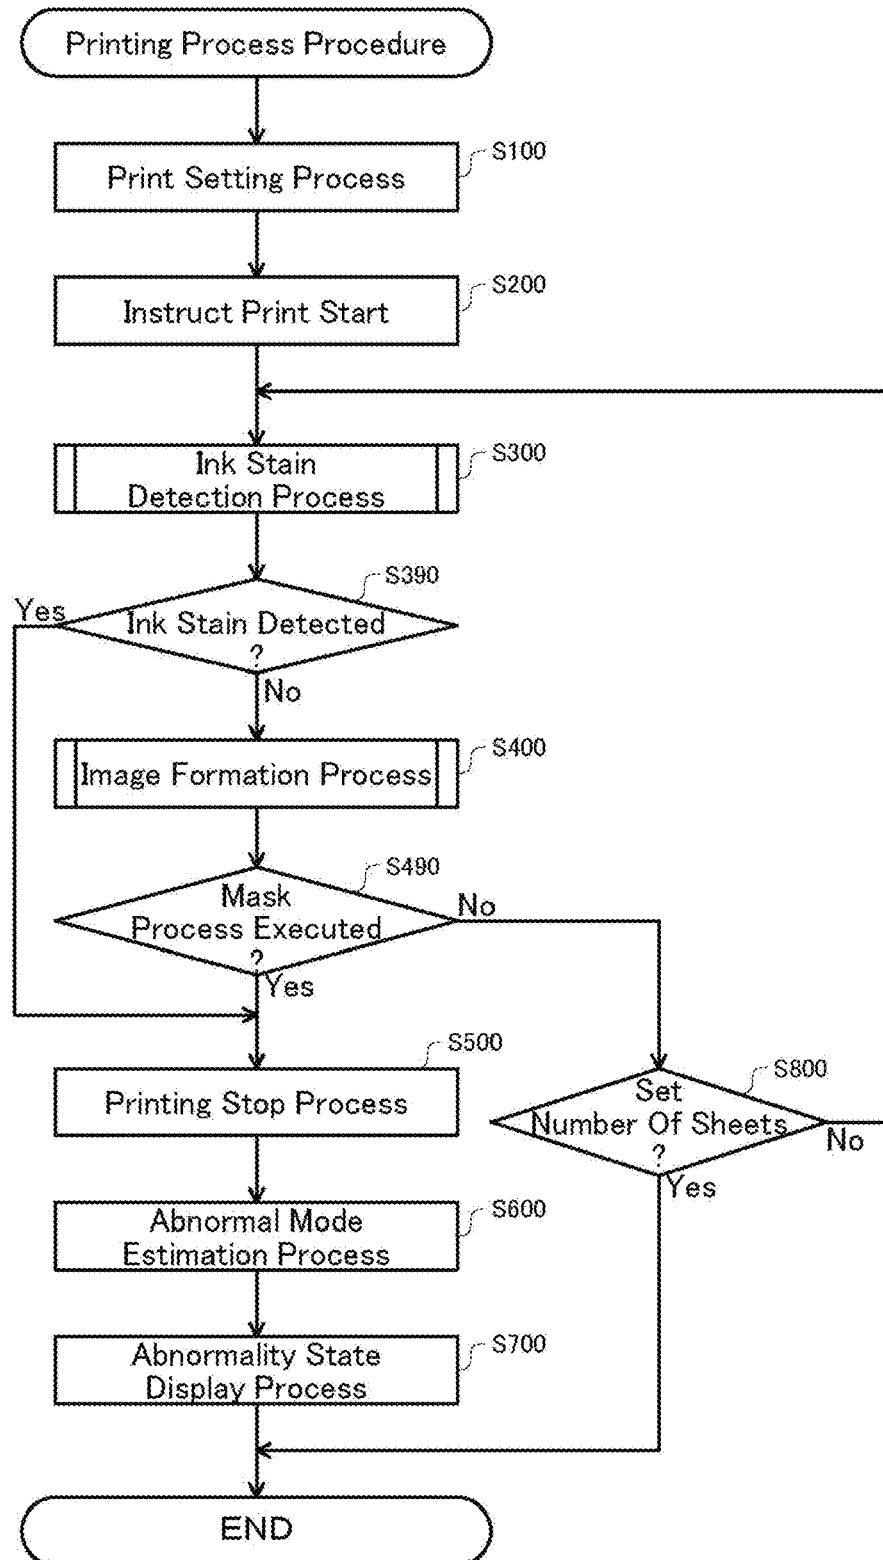 Printing Process Procedure
S100
Print Setting Process
S200
Instruct Print Start
S300
Ink Stain
Detection Process
S390
Yes
Ink Stain Detected
?
No
S400
Image Formation Process
S490
Mask
Process Executed
?
No
Yes
S500
Printing Stop Process
S800
Set
Number Of Sheets
?
No
Yes
S600
Abnormal Mode
Estimation Process
S700
Abnormality State
Display Process
END